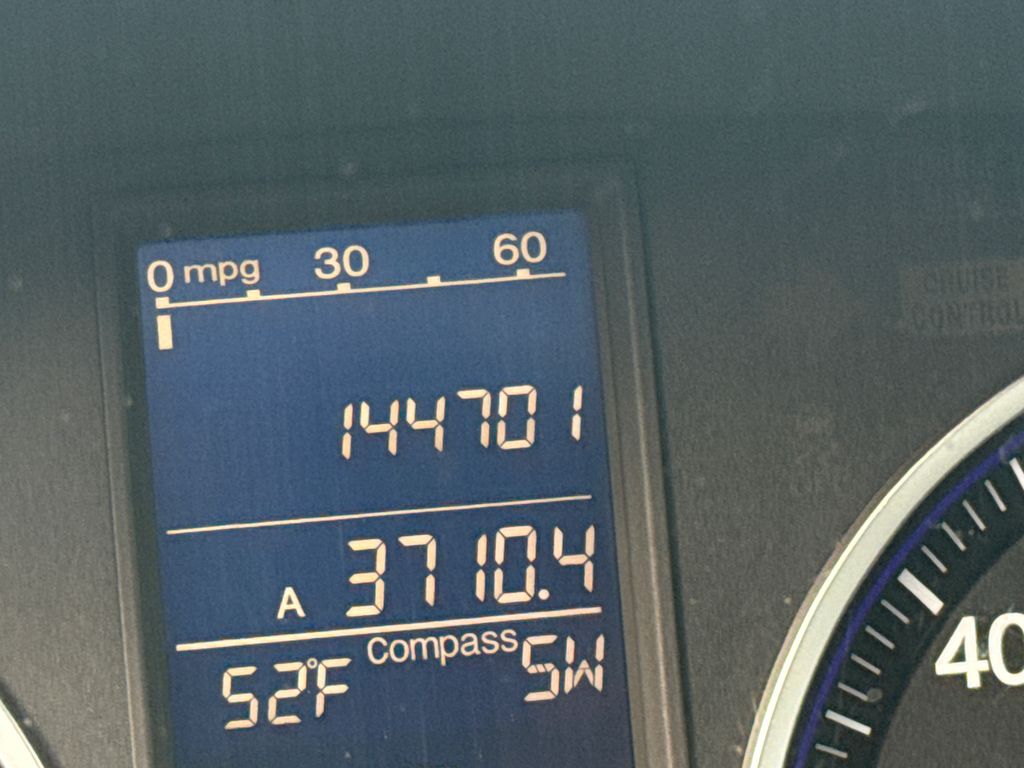 0 mpg 30 60
144701
A 3710.4
Compass
52°F SW
CRUISE
CONTROL
40